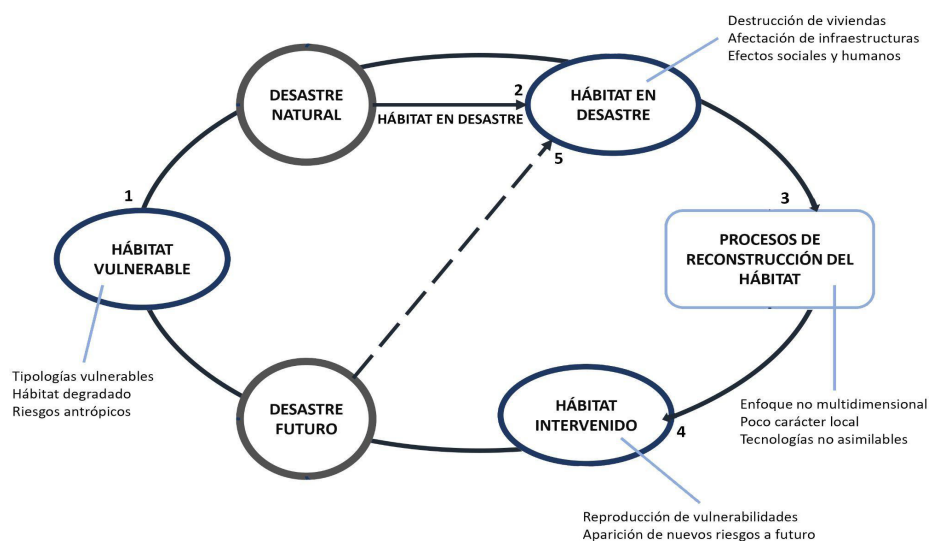 Destrucción de viviendas
Afectación de infraestructuras
Efectos sociales y humanos
DESASTRE
NATURAL
2
HÁBITAT EN DESASTRE
HÁBITAT EN
DESASTRE
5
1
3
HÁBITAT
VULNERABLE
PROCESOS DE
RECONSTRUCCIÓN DEL
HÁBITAT
Tipologías vulnerables
Hábitat degradado
Riesgos antrópicos
DESASTRE
FUTURO
HÁBITAT
INTERVENIDO
4
Enfoque no multidimensional
Poco carácter local
Tecnologías no asimilables
Reproducción de vulnerabilidades
Aparición de nuevos riesgos a futuro